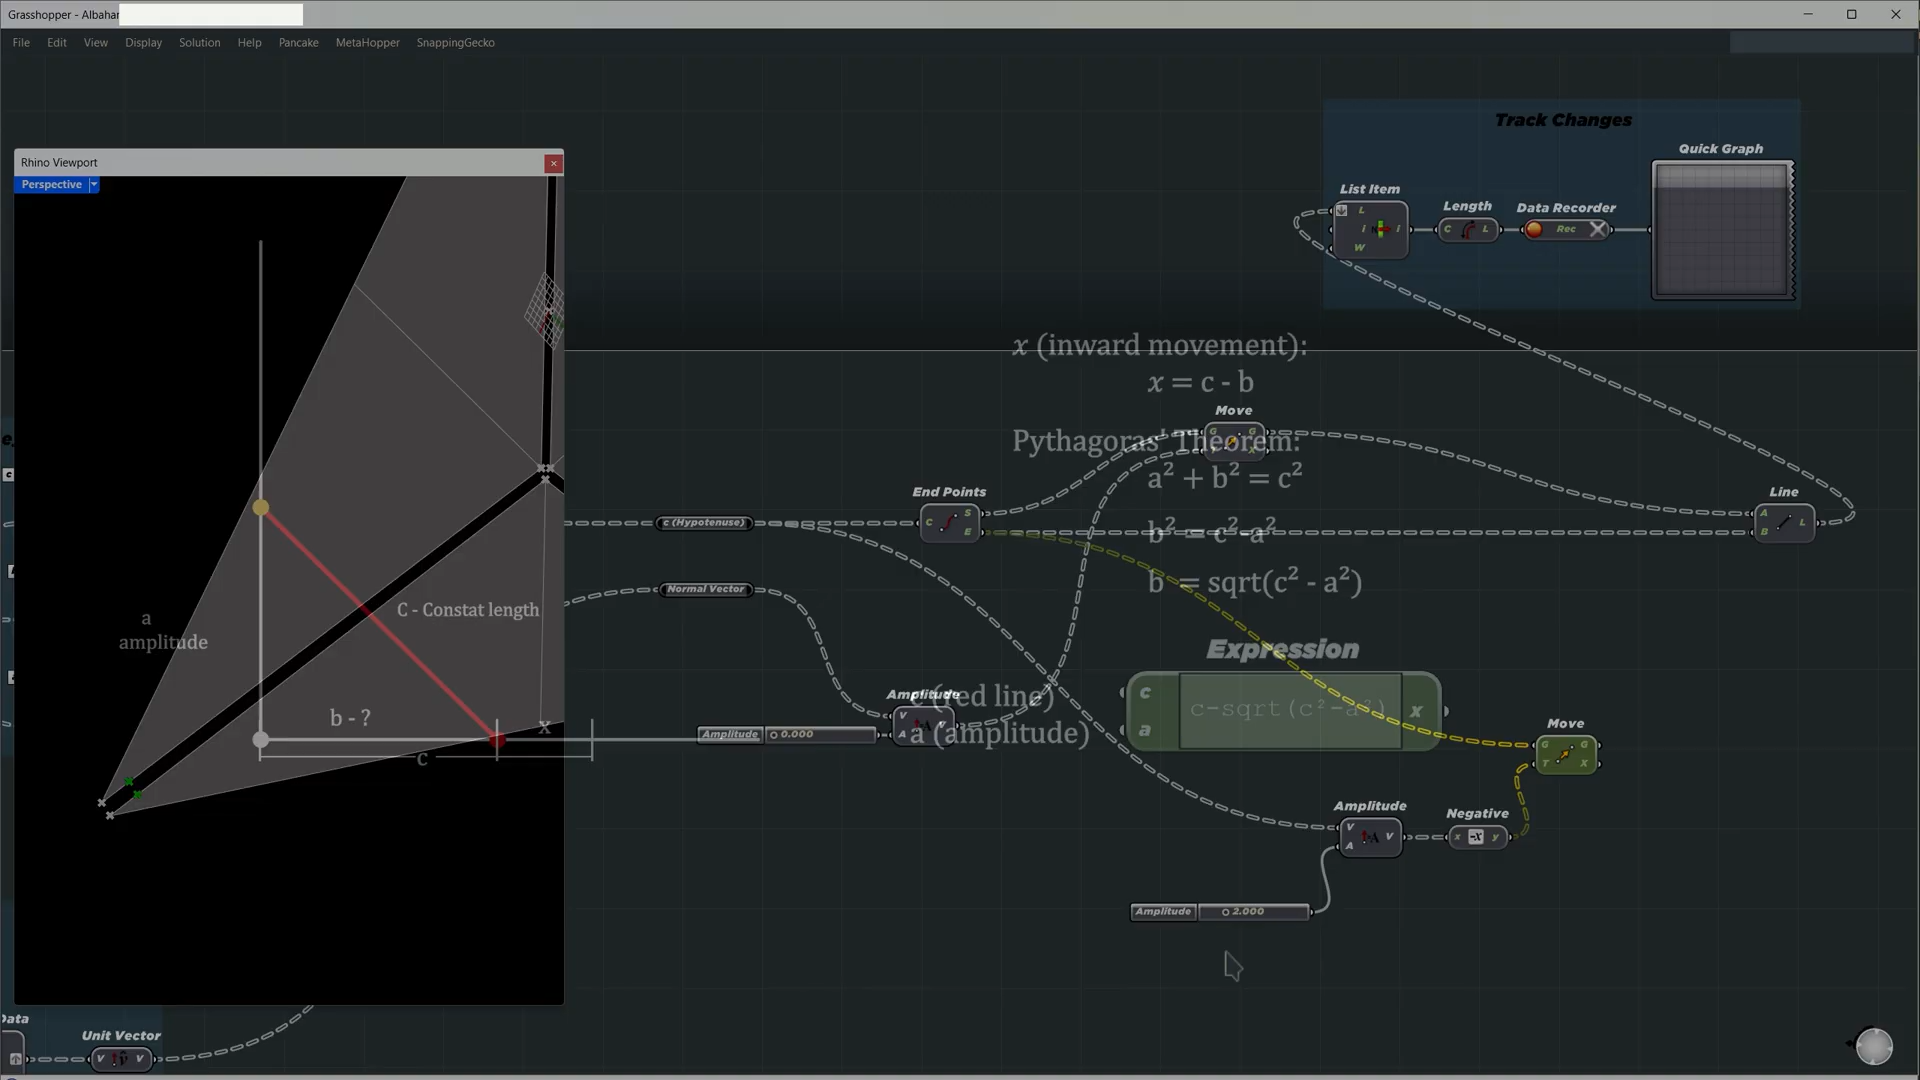 Grasshopper - Albahar
File Edit View Display Solution Help Pancake MetaHopper SnappingGecko
Track Changes
Quick Graph
List Item
L
i i
W
Length
C L
Data Recorder
Rec
Rhino Viewport
Perspective
x (inward movement):
x = c - b
Move
G G
Pythagoras' Theorem:
a² + b² = c²
b² = c²-a²
b = sqrt(c² - a²)
End Points
C S
E
Line
A L
B
c (Hypotenuse)
Normal Vector
C - Constat length
a
amplitude
b - ?
X
c
Expression
c
a
c-sqrt(c²-a²)
x
Amplitude
V V
A
c (red line)
a (amplitude)
Amplitude 0.000
Move
G G
T X
Amplitude
V V
A
Negative
x -x y
Amplitude 2.000
Data
Unit Vector
V V